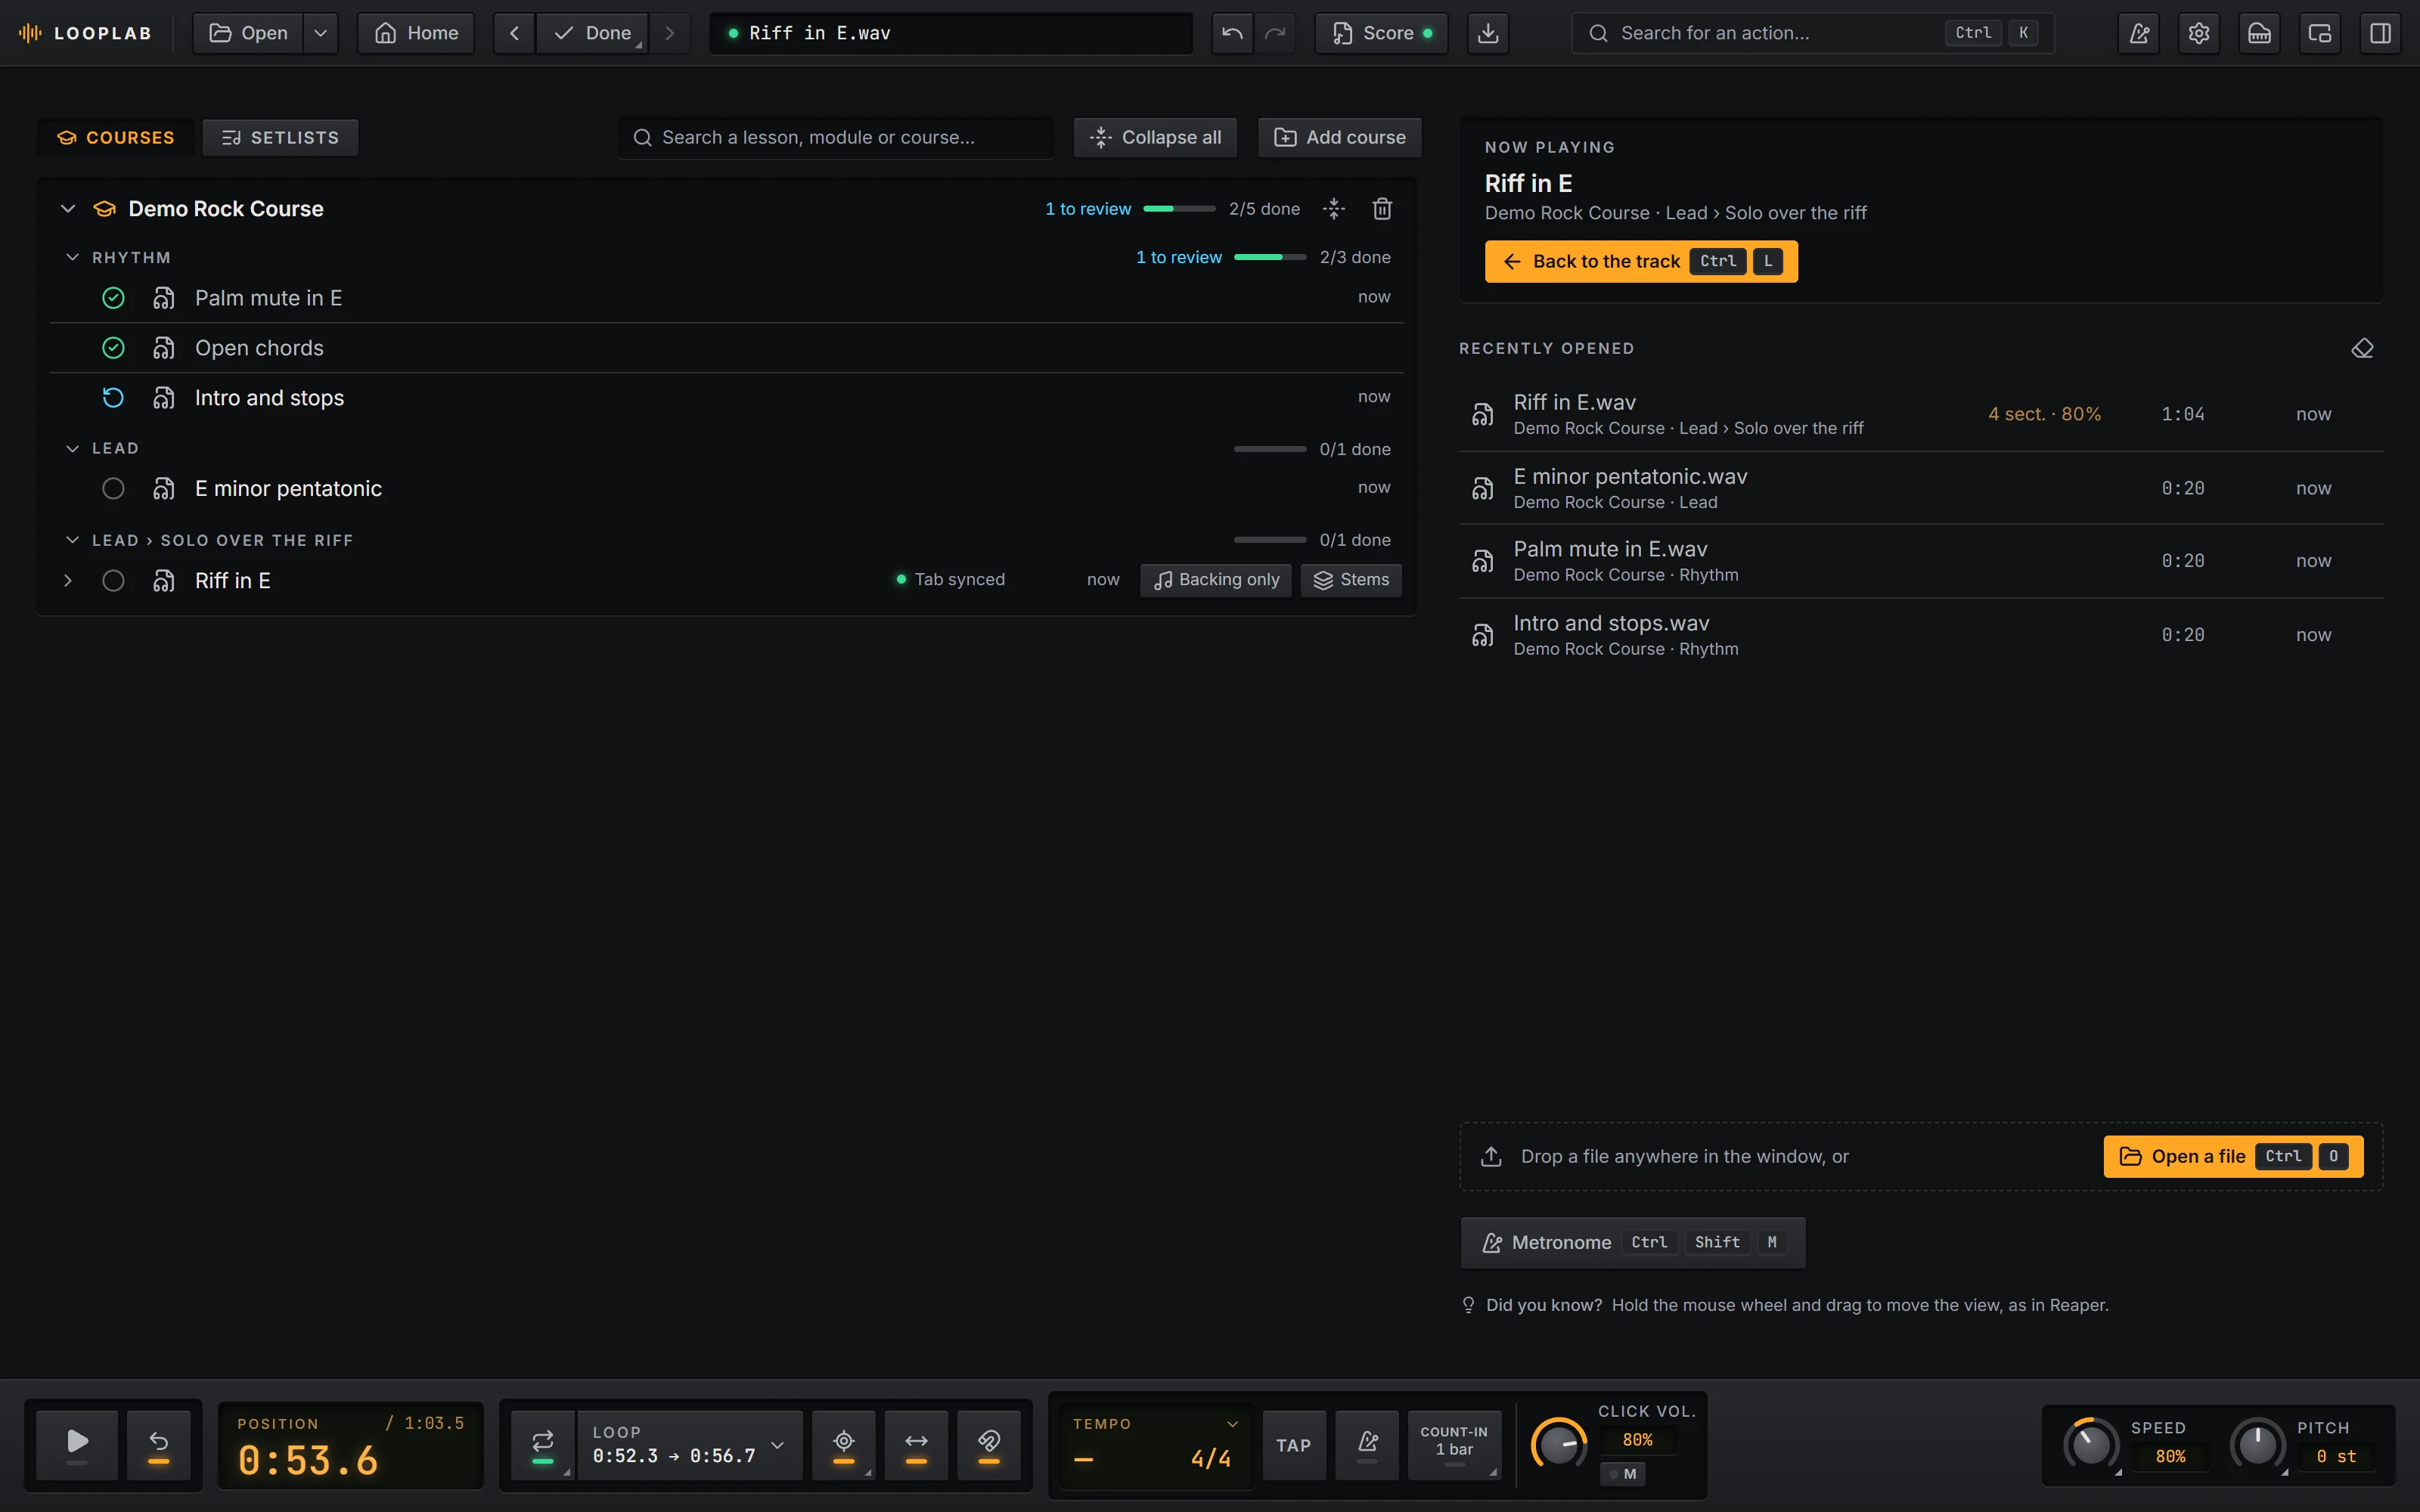 LOOPLAB
Open
Home
Done
Riff in E.wav
Score
Search for an action... Ctrl K
COURSES
SETLISTS
Search a lesson, module or course...
Collapse all
Add course
Demo Rock Course
1 to review 2/5 done
RHYTHM
1 to review 2/3 done
Palm mute in E now
Open chords
Intro and stops now
LEAD 0/1 done
E minor pentatonic now
LEAD › SOLO OVER THE RIFF 0/1 done
Riff in E Tab synced now Backing only Stems
NOW PLAYING
Riff in E
Demo Rock Course · Lead › Solo over the riff
Back to the track Ctrl L
RECENTLY OPENED
Riff in E.wav
Demo Rock Course · Lead › Solo over the riff
4 sect. · 80% 1:04 now
E minor pentatonic.wav
Demo Rock Course · Lead
0:20 now
Palm mute in E.wav
Demo Rock Course · Rhythm
0:20 now
Intro and stops.wav
Demo Rock Course · Rhythm
0:20 now
Drop a file anywhere in the window, or
Open a file Ctrl O
Metronome Ctrl Shift M
Did you know? Hold the mouse wheel and drag to move the view, as in Reaper.
POSITION / 1:03.5
0:53.6
LOOP
0:52.3 → 0:56.7
TEMPO
– 4/4
TAP
COUNT-IN
1 bar
CLICK VOL.
80%
M
SPEED
80%
PITCH
0 st